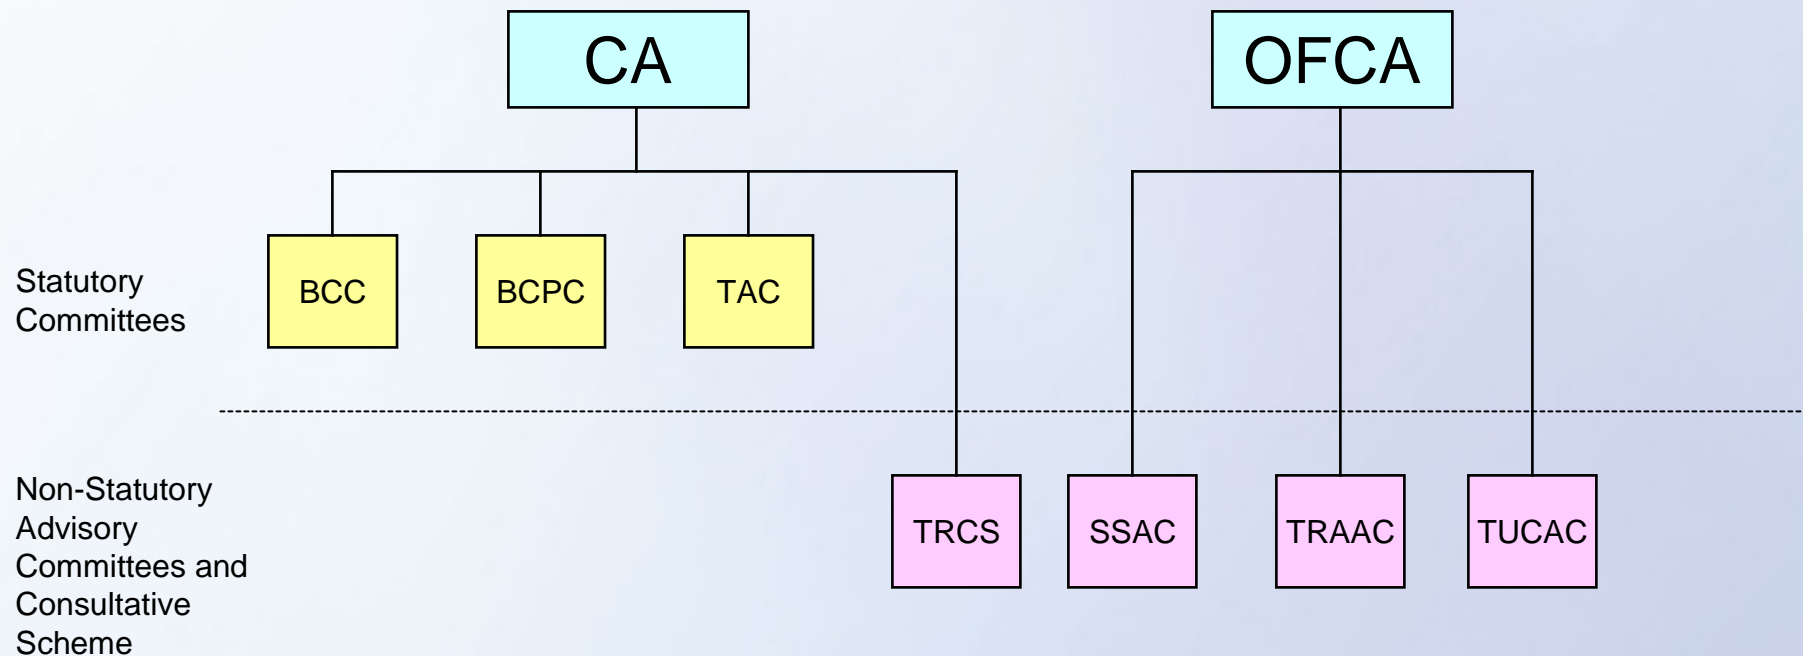 CA
OFCA
Statutory
Committees
BCC
BCPC
TAC
Non-Statutory
Advisory
Committees and
Consultative
Scheme
TRCS
SSAC
TRAAC
TUCAC